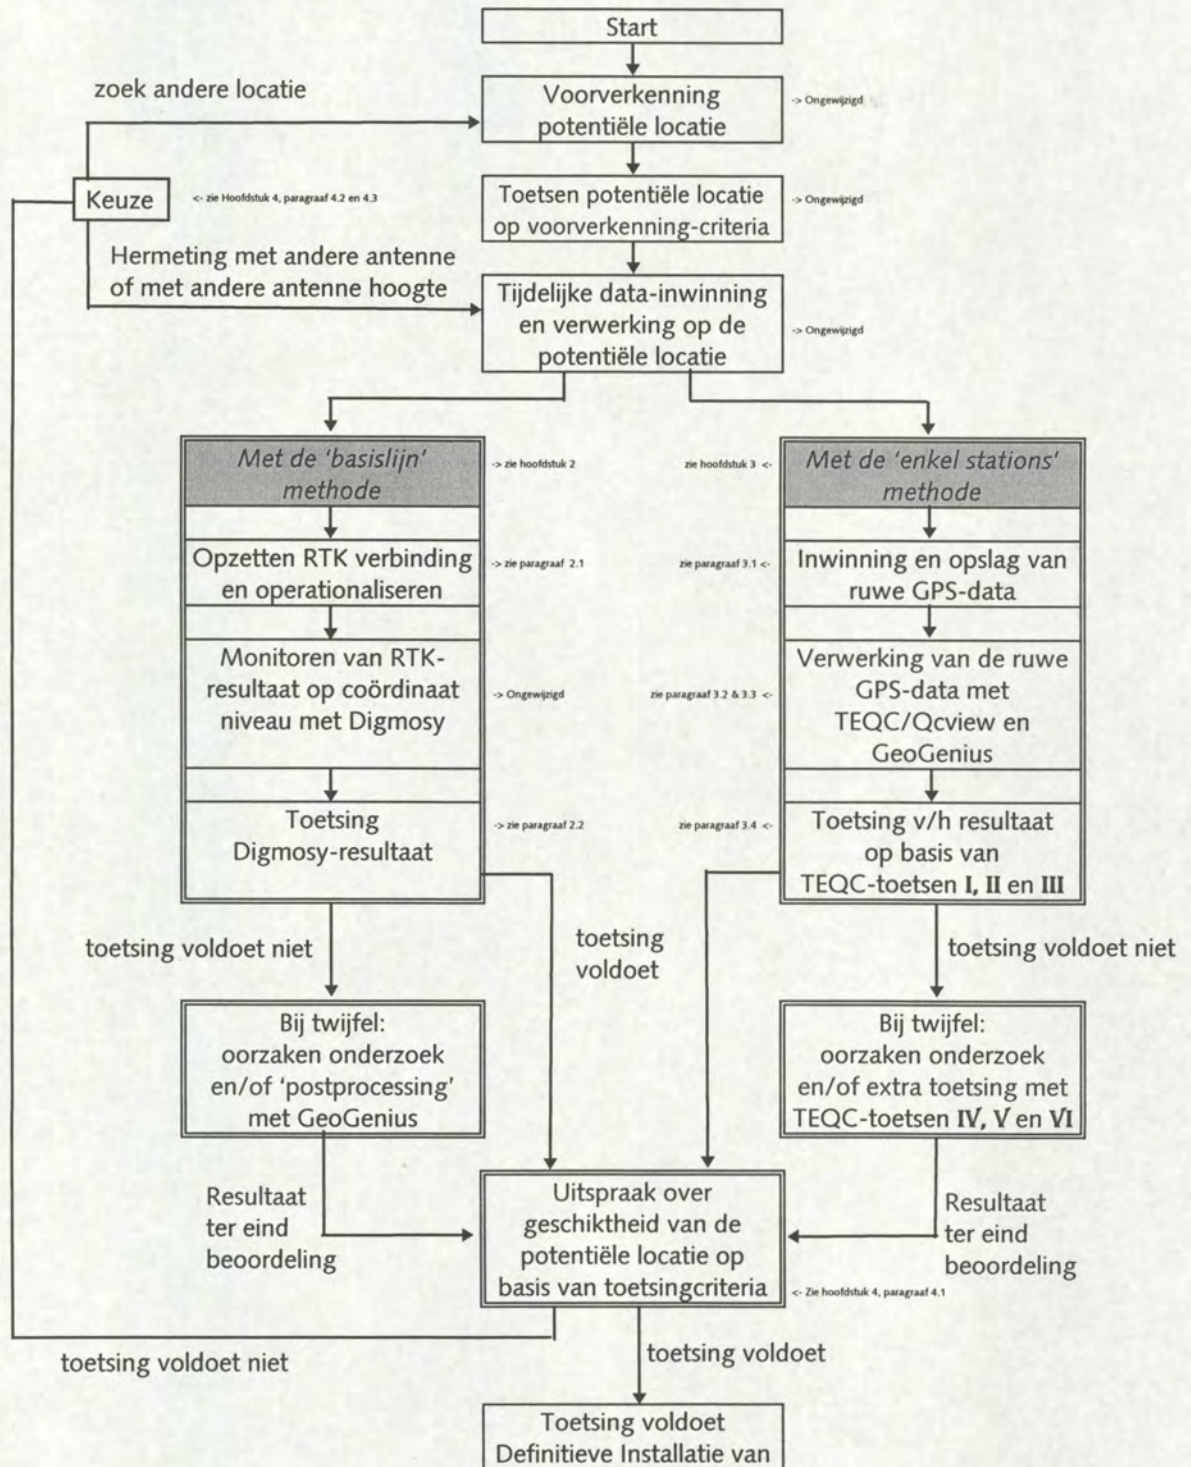 Start
zoek andere locatie
Voorverkenning
potentiële locatie
-> Ongewijzigd
Keuze
<- zie Hoofdstuk 4, paragraaf 4.2 en 4.3
Toetsen potentiële locatie
op voorverkenning-criteria
-> Ongewijzigd
Hermeting met andere antenne
of met andere antenne hoogte
Tijdelijke data-inwinning
en verwerking op de
potentiële locatie
-> Ongewijzigd
Met de 'basislijn'
methode
-> zie hoofdstuk 2
zie hoofdstuk 3 <-
Met de 'enkel stations'
methode
Opzetten RTK verbinding
en operationaliseren
-> zie paragraaf 2.1
zie paragraaf 3.1 <-
Inwinning en opslag van
ruwe GPS-data
Monitoren van RTK-
resultaat op coördinaat
niveau met Digmosy
-> Ongewijzigd
zie paragraaf 3.2 & 3.3 <-
Verwerking van de ruwe
GPS-data met
TEQC/Qcview en
GeoGenius
Toetsing
Digmosy-resultaat
-> zie paragraaf 2.2
zie paragraaf 3.4 <-
Toetsing v/h resultaat
op basis van
TEQC-toetsen I, II en III
toetsing voldoet niet
toetsing
voldoet
toetsing voldoet niet
Bij twijfel:
oorzaken onderzoek
en/of 'postprocessing'
met GeoGenius
Bij twijfel:
oorzaken onderzoek
en/of extra toetsing met
TEQC-toetsen IV, V en VI
Resultaat
ter eind
beoordeling
Uitspraak over
geschiktheid van de
potentiële locatie op
basis van toetsingcriteria
Resultaat
ter eind
beoordeling
<- Zie hoofdstuk 4, paragraaf 4.1
toetsing voldoet niet
toetsing voldoet
Toetsing voldoet
Definitieve Installatie van